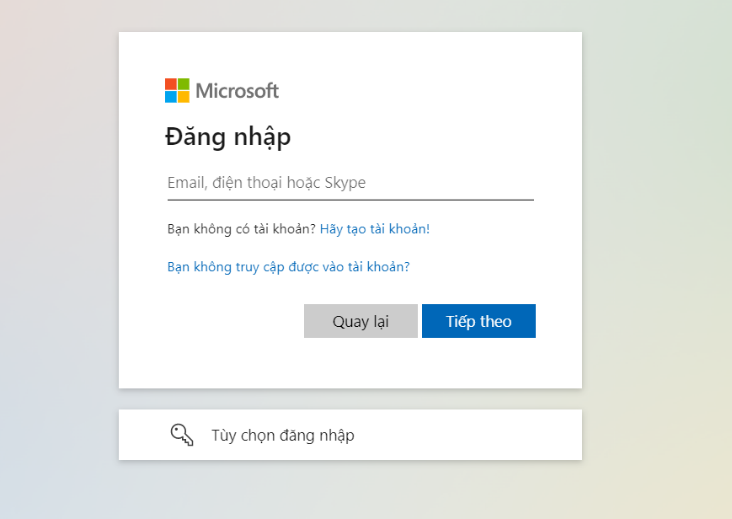 Microsoft
Đăng nhập
Email, điện thoại hoặc Skype
Bạn không có tài khoản? Hãy tạo tài khoản!
Bạn không truy cập được vào tài khoản?
Quay lại Tiếp theo
Tùy chọn đăng nhập